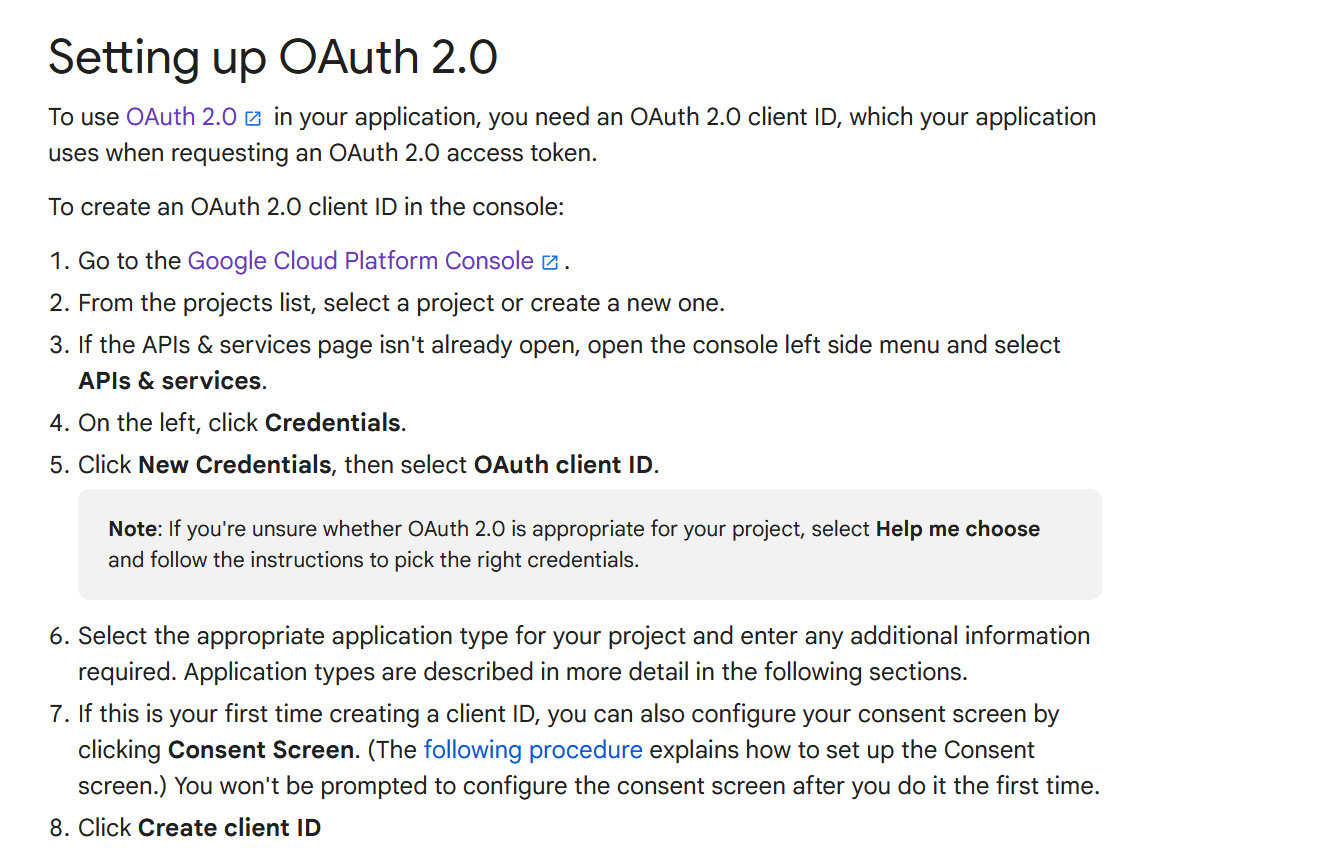 Setting up OAuth 2.0
To use OAuth 2.0 in your application, you need an OAuth 2.0 client ID, which your application
uses when requesting an OAuth 2.0 access token.
To create an OAuth 2.0 client ID in the console:
1. Go to the Google Cloud Platform Console .
2. From the projects list, select a project or create a new one.
3. If the APIs & services page isn't already open, open the console left side menu and select
APIs & services.
4. On the left, click Credentials.
5. Click New Credentials, then select OAuth client ID.
Note: If you're unsure whether OAuth 2.0 is appropriate for your project, select Help me choose
and follow the instructions to pick the right credentials.
6. Select the appropriate application type for your project and enter any additional information
required. Application types are described in more detail in the following sections.
7. If this is your first time creating a client ID, you can also configure your consent screen by
clicking Consent Screen. (The following procedure explains how to set up the Consent
screen.) You won't be prompted to configure the consent screen after you do it the first time.
8. Click Create client ID